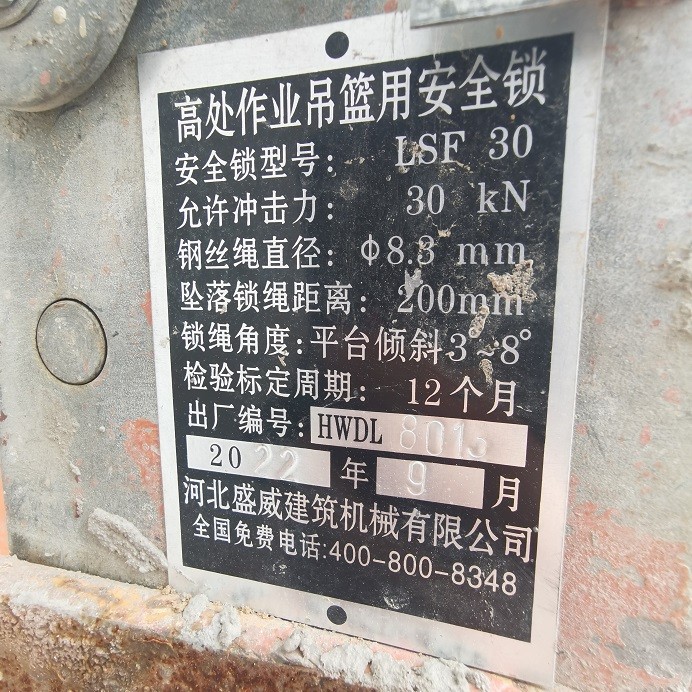 高处作业吊篮用安全锁
安全锁型号: LSF 30
允许冲击力: 30 kN
钢丝绳直径: Φ8.3 mm
坠落锁绳距离: 200mm
锁绳角度:平台倾斜3~8°
检验标定周期: 12个月
出厂编号:HWDL 8015
2022 年 9 月
河北盛威建筑机械有限公司
全国免费电话:400-800-8348